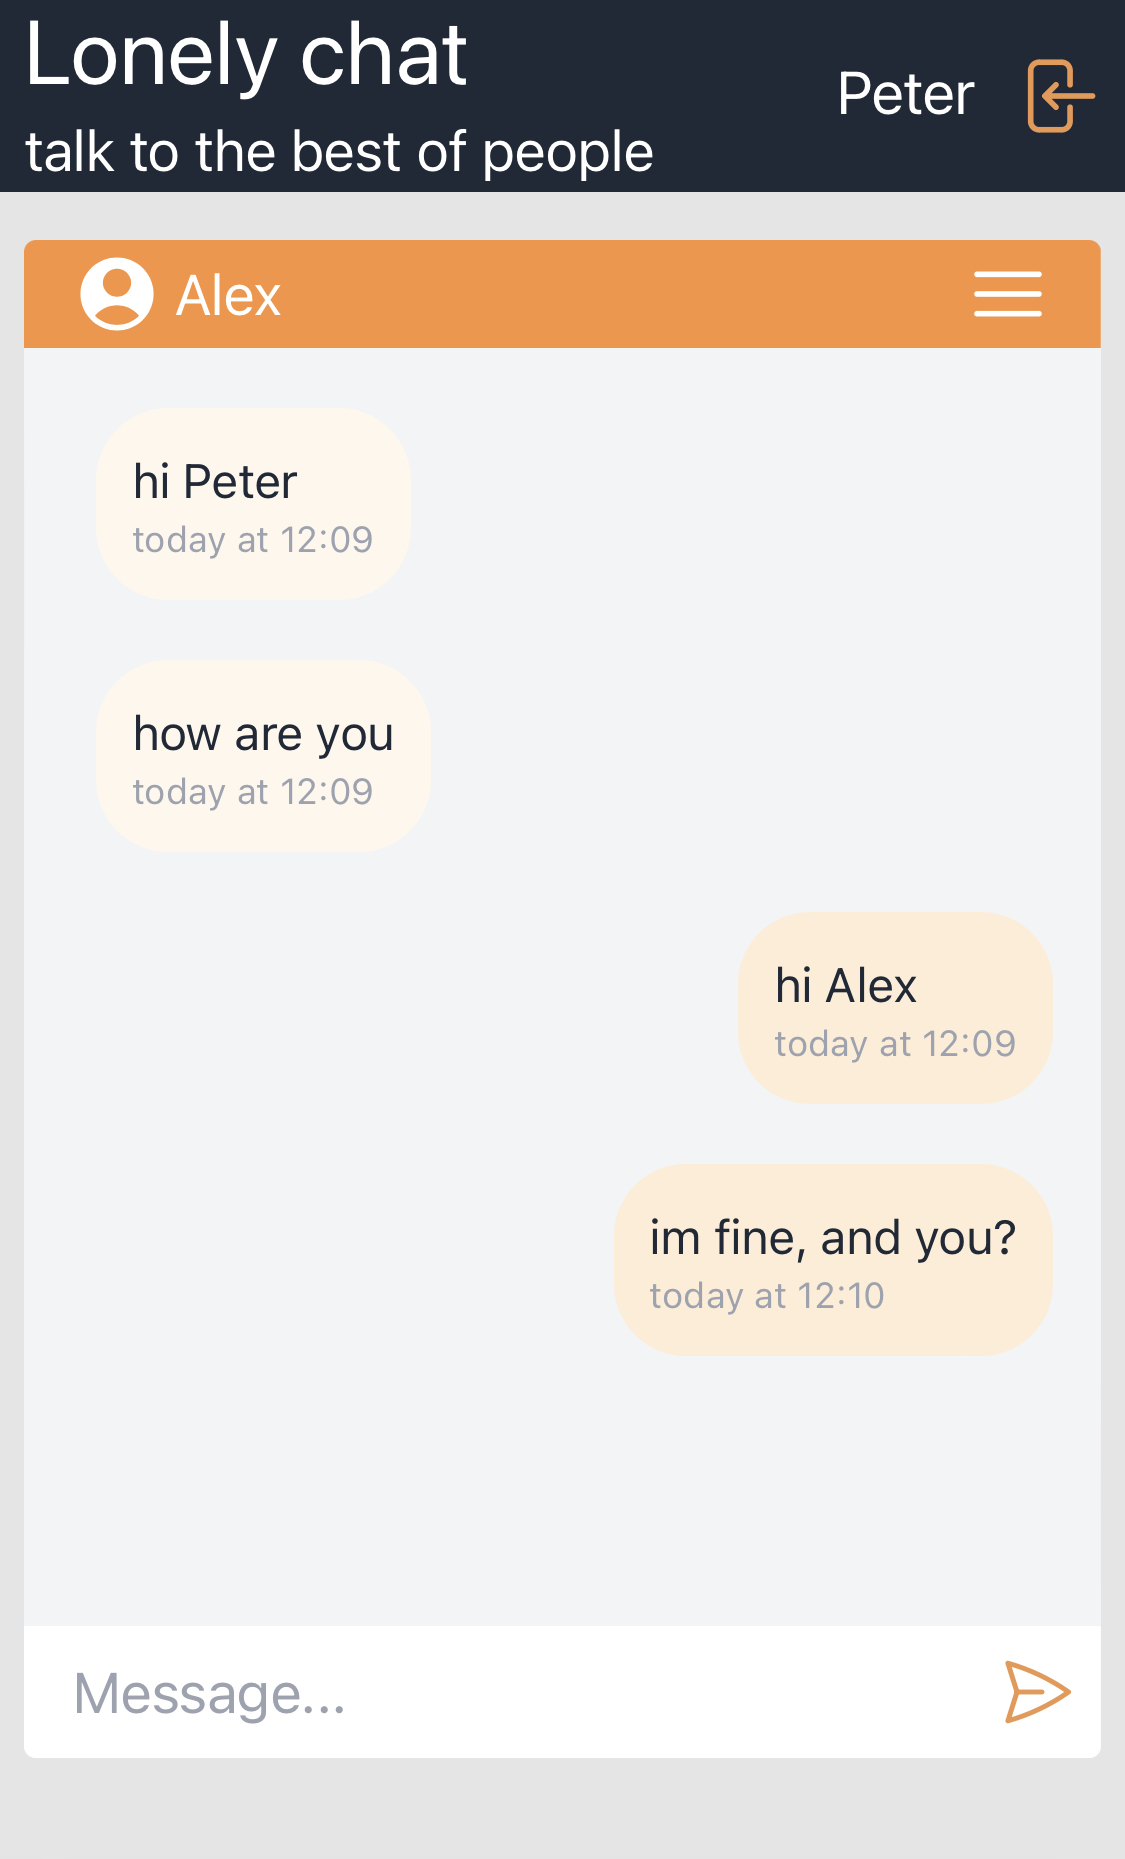 Lonely chat
talk to the best of people
Peter
Alex
hi Peter
today at 12:09
how are you
today at 12:09
hi Alex
today at 12:09
im fine, and you?
today at 12:10
Message...